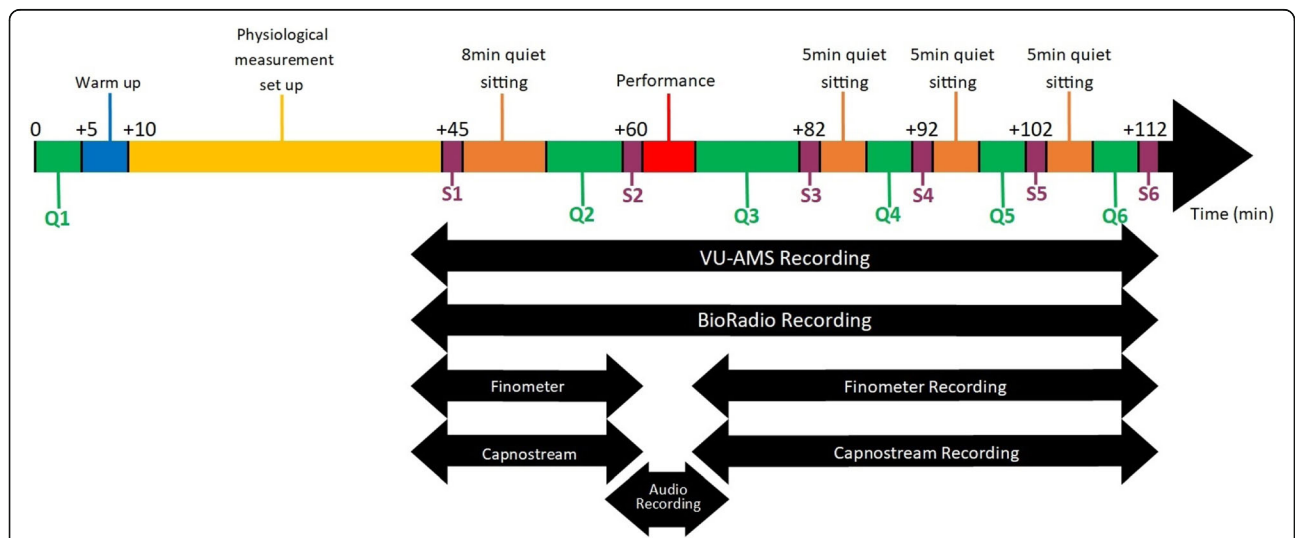 Physiological
measurement
set up
8min quiet
sitting
5min quiet
sitting
5min quiet
sitting
5min quiet
sitting
Warm up
Performance
0
+5
+10
+45
+60
+82
+92
+102
+112
Q1
S1
Q2
S2
Q3
S3
Q4
S4
Q5
S5
Q6
S6
Time (min)
VU-AMS Recording
BioRadio Recording
Finometer
Finometer Recording
Capnostream
Capnostream Recording
Audio
Recording